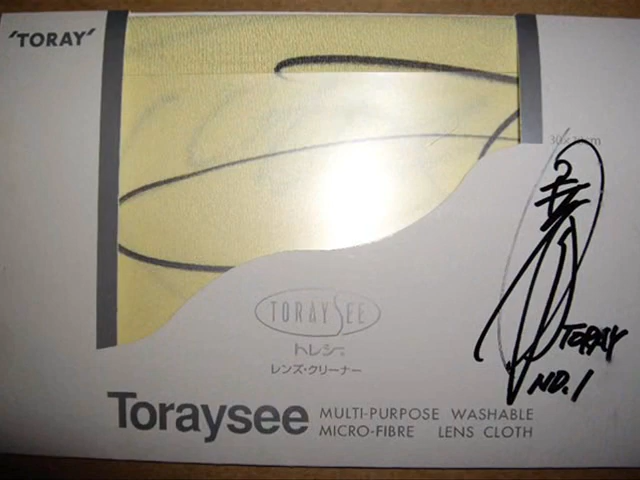 'TORAY'
TORAYSEE
トレシー®
レンズ・クリーナー
Toraysee
MULTI-PURPOSE WASHABLE
MICRO-FIBRE LENS CLOTH
TORAY
NO.1